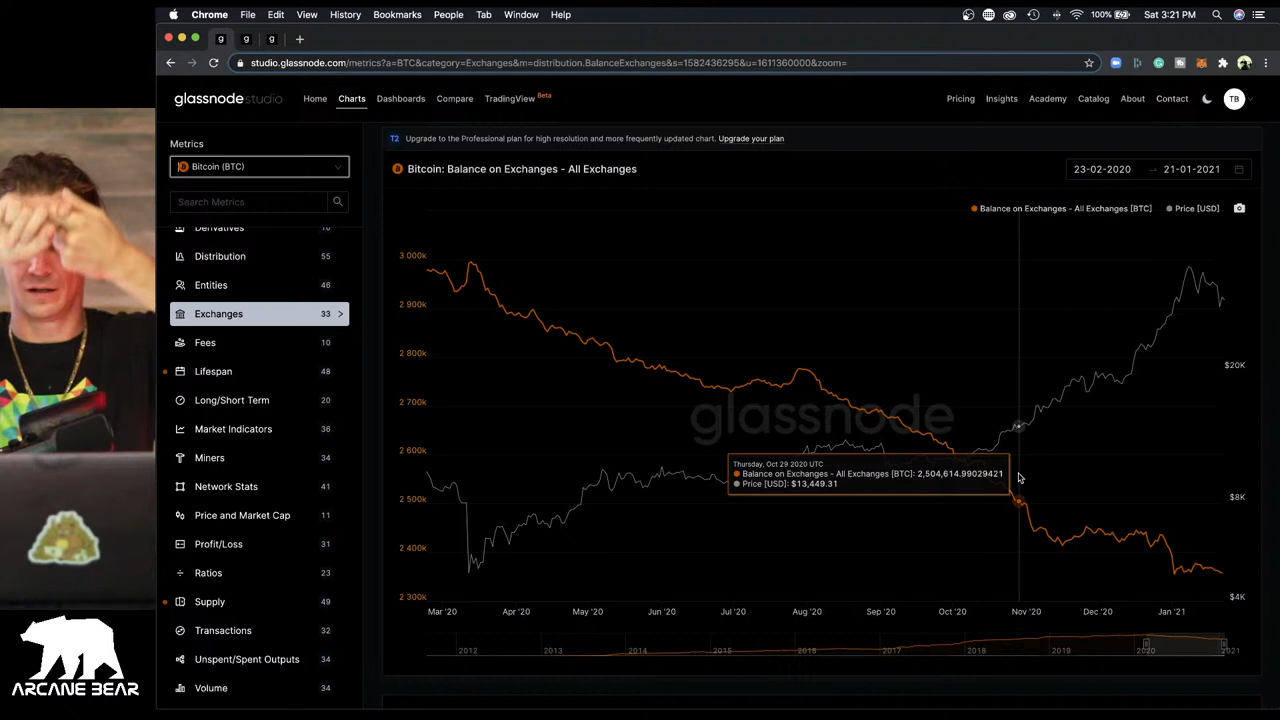 Chrome File Edit View History Bookmarks People Tab Window Help
100% Sat 3:21 PM
studio.glassnode.com/metrics?a=BTC&category=Exchanges&m=distribution.BalanceExchanges&s=1582436295&u=1611360000&zoom=
glassnodestudio Home Charts Dashboards Compare TradingView Beta Pricing Insights Academy Catalog About Contact TB
T2 Upgrade to the Professional plan for high resolution and more frequently updated chart. Upgrade your plan
Metrics
Bitcoin (BTC)
Search Metrics
Derivatives 10
Distribution 55
Entities 46
Exchanges 33
Fees 10
Lifespan 48
Long/Short Term 20
Market Indicators 34
Miners 34
Network Stats 41
Price and Market Cap 11
Profit/Loss 31
Ratios 23
Supply 49
Transactions 32
Unspent/Spent Outputs 34
Volume 34
Bitcoin: Balance on Exchanges - All Exchanges 23-02-2020 → 21-01-2021
Balance on Exchanges - All Exchanges [BTC] Price [USD]
3 000k
2 900k
2 800k
2 700k
2 600k
2 500k
2 400k
2 300k
$20K
$8K
$4K
glassnode
Thursday, Oct 29 2020 UTC
Balance on Exchanges - All Exchanges [BTC]: 2,504,614.99029421
Price [USD]: $13,449.31
Mar '20 Apr '20 May '20 Jun '20 Jul '20 Aug '20 Sep '20 Oct '20 Nov '20 Dec '20 Jan '21
2012 2013 2014 2015 2016 2017 2018 2019 2020 2021
ARCANE BEAR